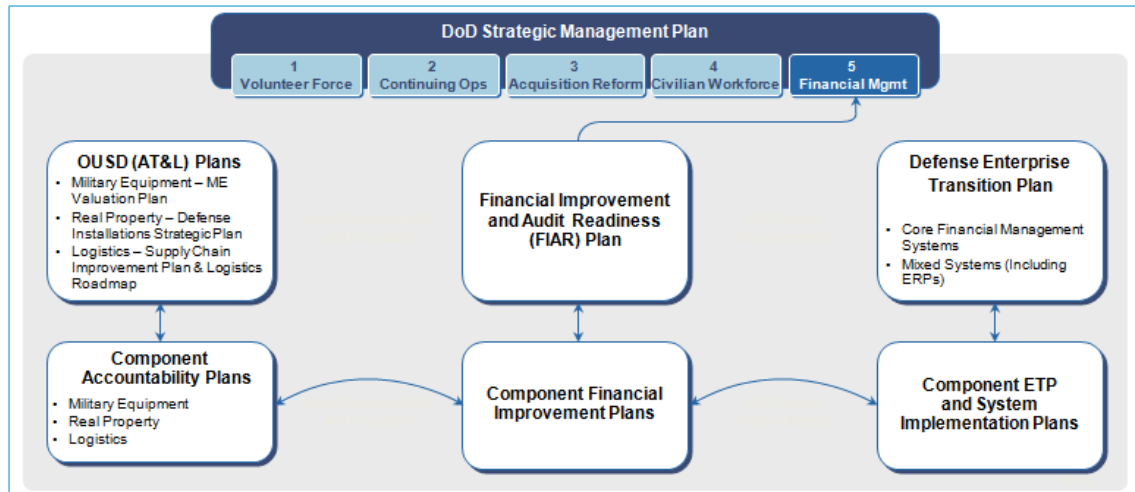 DoD Strategic Management Plan
1
Volunteer Force
2
Continuing Ops
3
Acquisition Reform
4
Civilian Workforce
5
Financial Mgmt
OUSD (AT&L) Plans
• Military Equipment – ME
Valuation Plan
• Real Property – Defense
Installations Strategic Plan
• Logistics – Supply Chain
Improvement Plan & Logistics
Roadmap
Financial Improvement
and Audit Readiness
(FIAR) Plan
Defense Enterprise
Transition Plan
• Core Financial Management
Systems
• Mixed Systems (Including
ERPs)
Component
Accountability Plans
• Military Equipment
• Real Property
• Logistics
Component Financial
Improvement Plans
Component ETP
and System
Implementation Plans